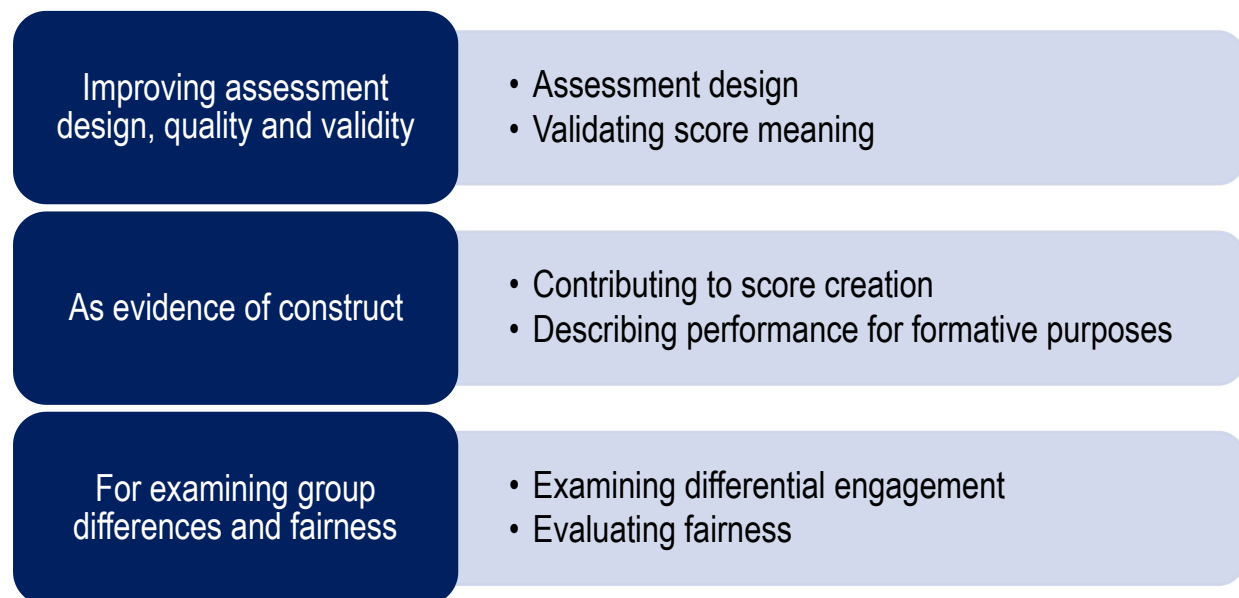 Improving assessment
design, quality and validity
• Assessment design
• Validating score meaning
As evidence of construct
• Contributing to score creation
• Describing performance for formative purposes
For examining group
differences and fairness
• Examining differential engagement
• Evaluating fairness